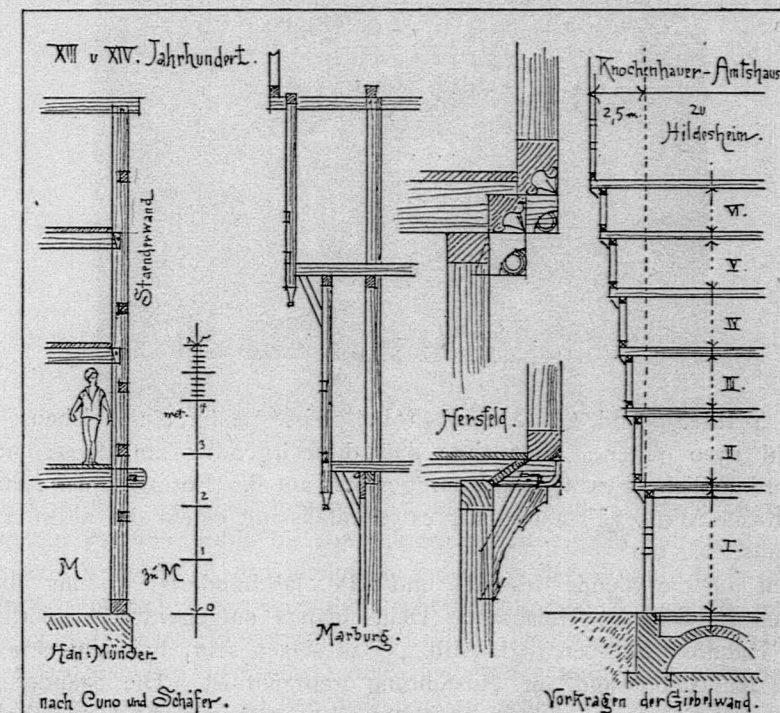 XIII u XIV. Jahrhundert.
Staenderwand
met.
4
3
2
1
0
M
zu M
Han: Münden
nach Cuno und Schäfer.
Marburg.
Hersfeld.
Knochenhauer-Amtshaus
2,5 m.
zu
Hildesheim.
VI.
V.
IV
III.
II
I.
Vorkragen der Giebelwand.